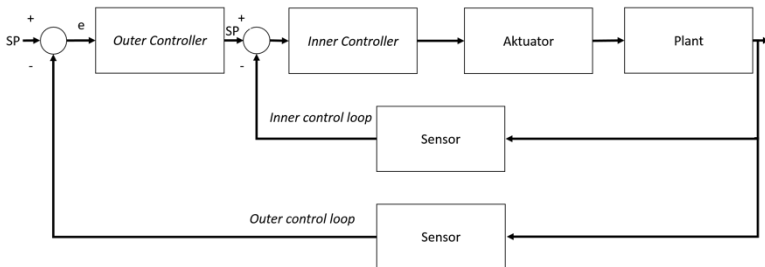 +
SP
-
e
Outer Controller
SP
+
-
Inner Controller
Aktuator
Plant
Inner control loop
Sensor
Outer control loop
Sensor